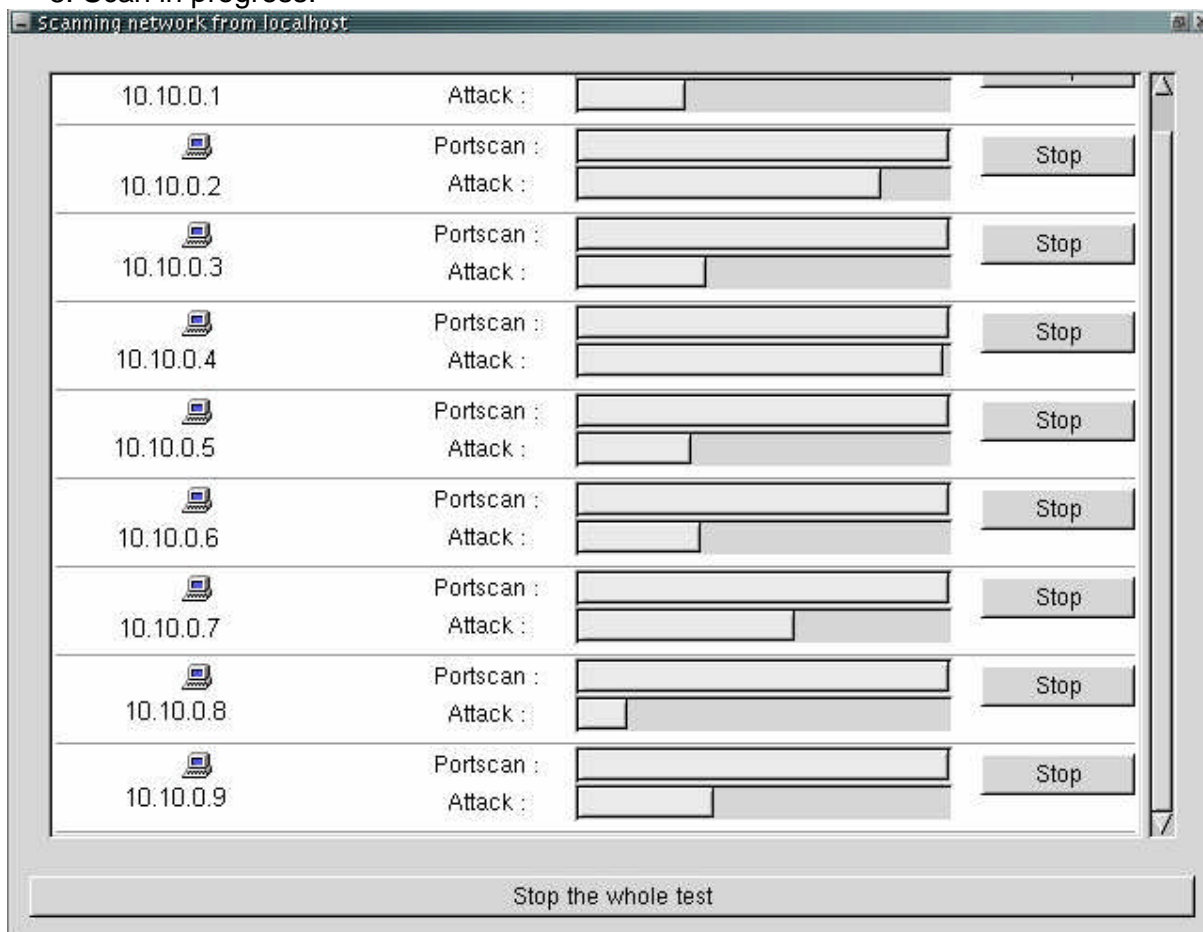 Scan in progress.
Scanning network from localhost
10.10.0.1 Attack :
Portscan :
10.10.0.2 Attack :
Stop
Portscan :
10.10.0.3 Attack :
Stop
Portscan :
10.10.0.4 Attack :
Stop
Portscan :
10.10.0.5 Attack :
Stop
Portscan :
10.10.0.6 Attack :
Stop
Portscan :
10.10.0.7 Attack :
Stop
Portscan :
10.10.0.8 Attack :
Stop
Portscan :
10.10.0.9 Attack :
Stop
Stop the whole test